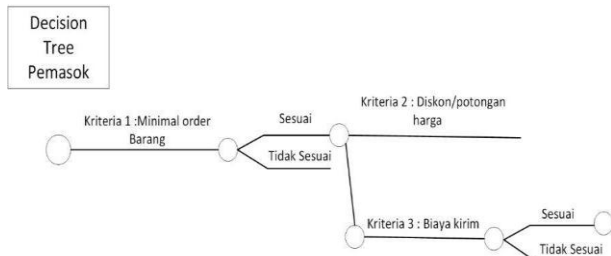 Decision
Tree
Pemasok
Kriteria 1 :Minimal order
Barang
Sesuai
Tidak Sesuai
Kriteria 2 : Diskon/potongan
harga
Kriteria 3 : Biaya kirim
Sesuai
Tidak Sesuai